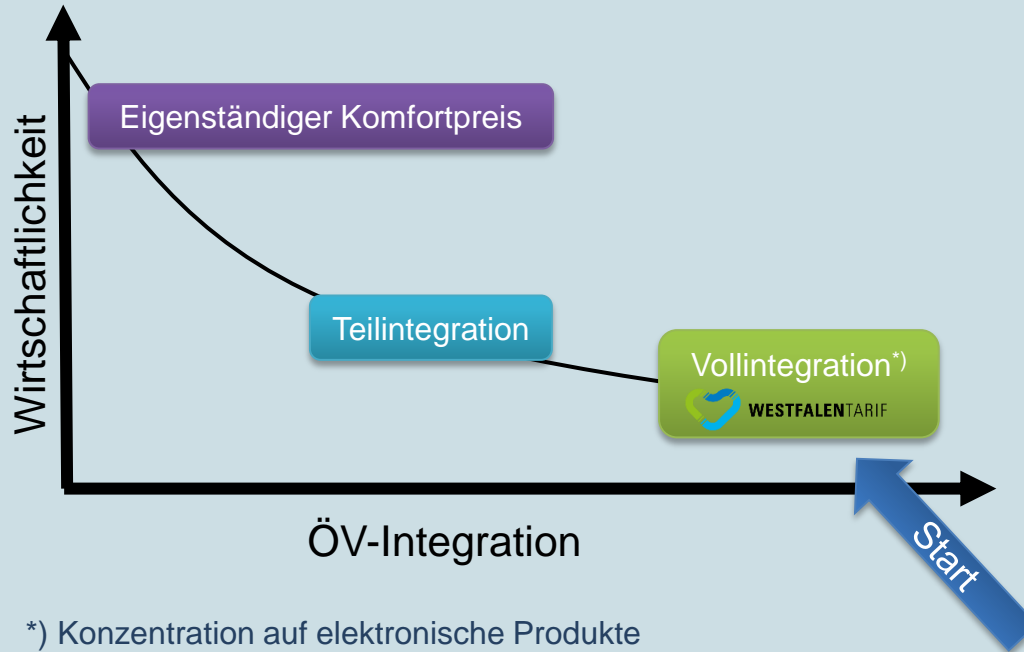 Wirtschaftlichkeit
Eigenständiger Komfortpreis
Teilintegration
Vollintegration*)
WESTFALENTARIF
ÖV-Integration
Start
*) Konzentration auf elektronische Produkte